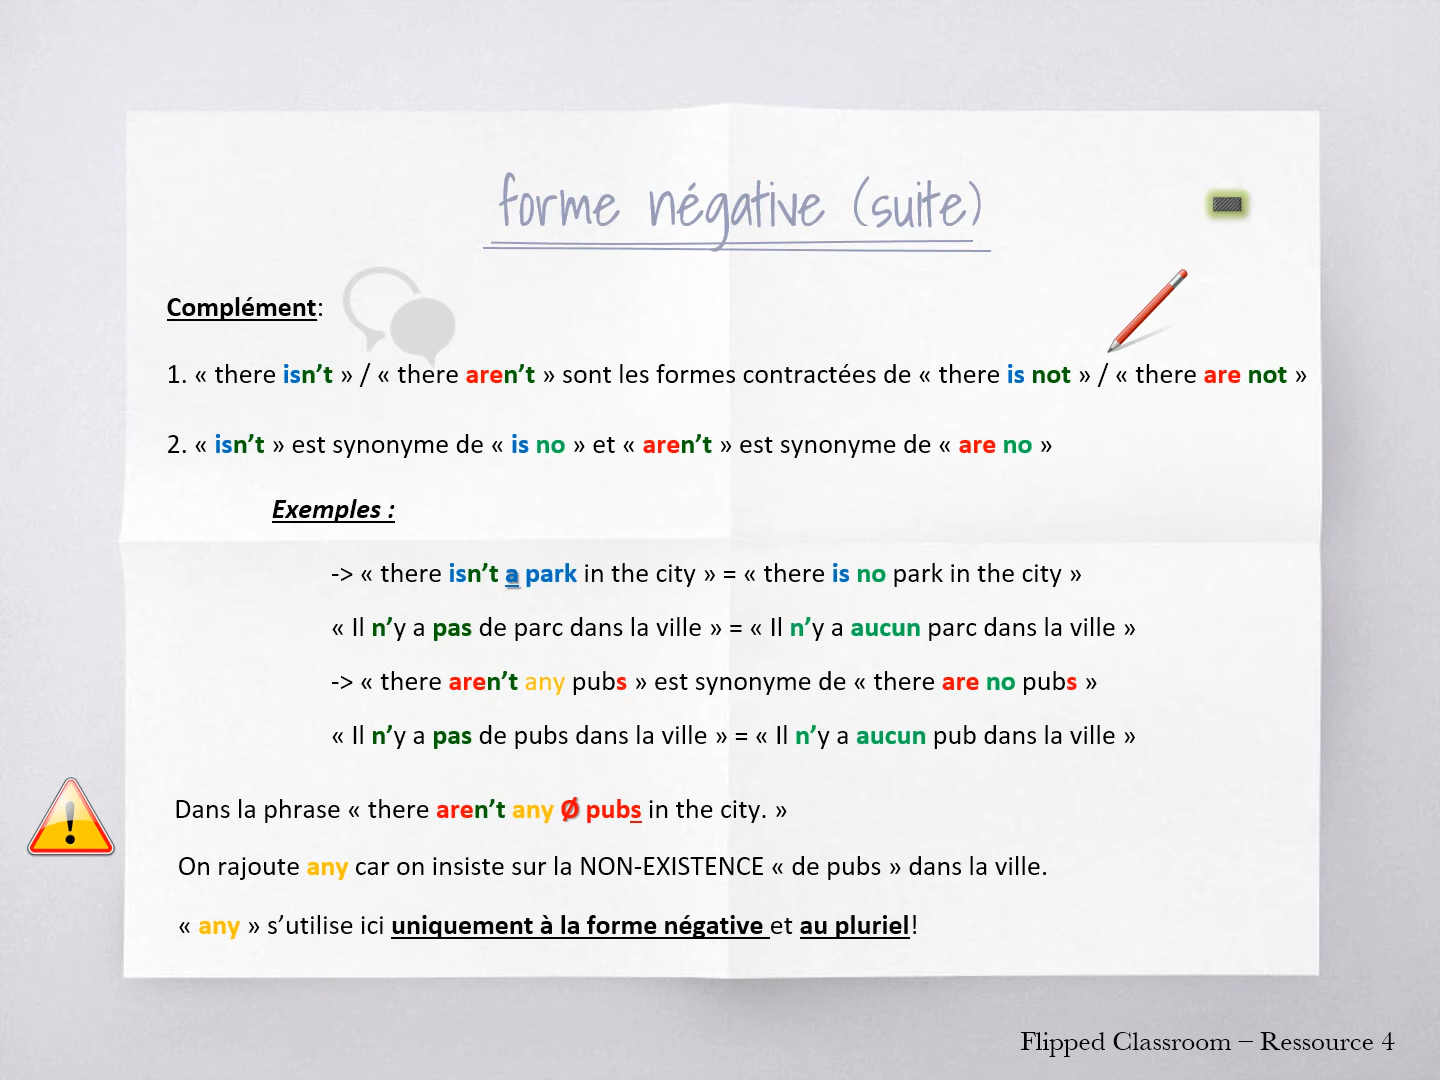 forme négative (suite)
Complément:
1. « there isn’t » / « there aren’t » sont les formes contractées de « there is not » / « there are not »
2. « isn’t » est synonyme de « is no » et « aren’t » est synonyme de « are no »
Exemples :
-> « there isn’t a park in the city » = « there is no park in the city »
« Il n’y a pas de parc dans la ville » = « Il n’y a aucun parc dans la ville »
-> « there aren’t any pubs » est synonyme de « there are no pubs »
« Il n’y a pas de pubs dans la ville » = « Il n’y a aucun pub dans la ville »
Dans la phrase « there aren’t any Ø pubs in the city. »
On rajoute any car on insiste sur la NON-EXISTENCE « de pubs » dans la ville.
« any » s’utilise ici uniquement à la forme négative et au pluriel!
Flipped Classroom – Ressource 4